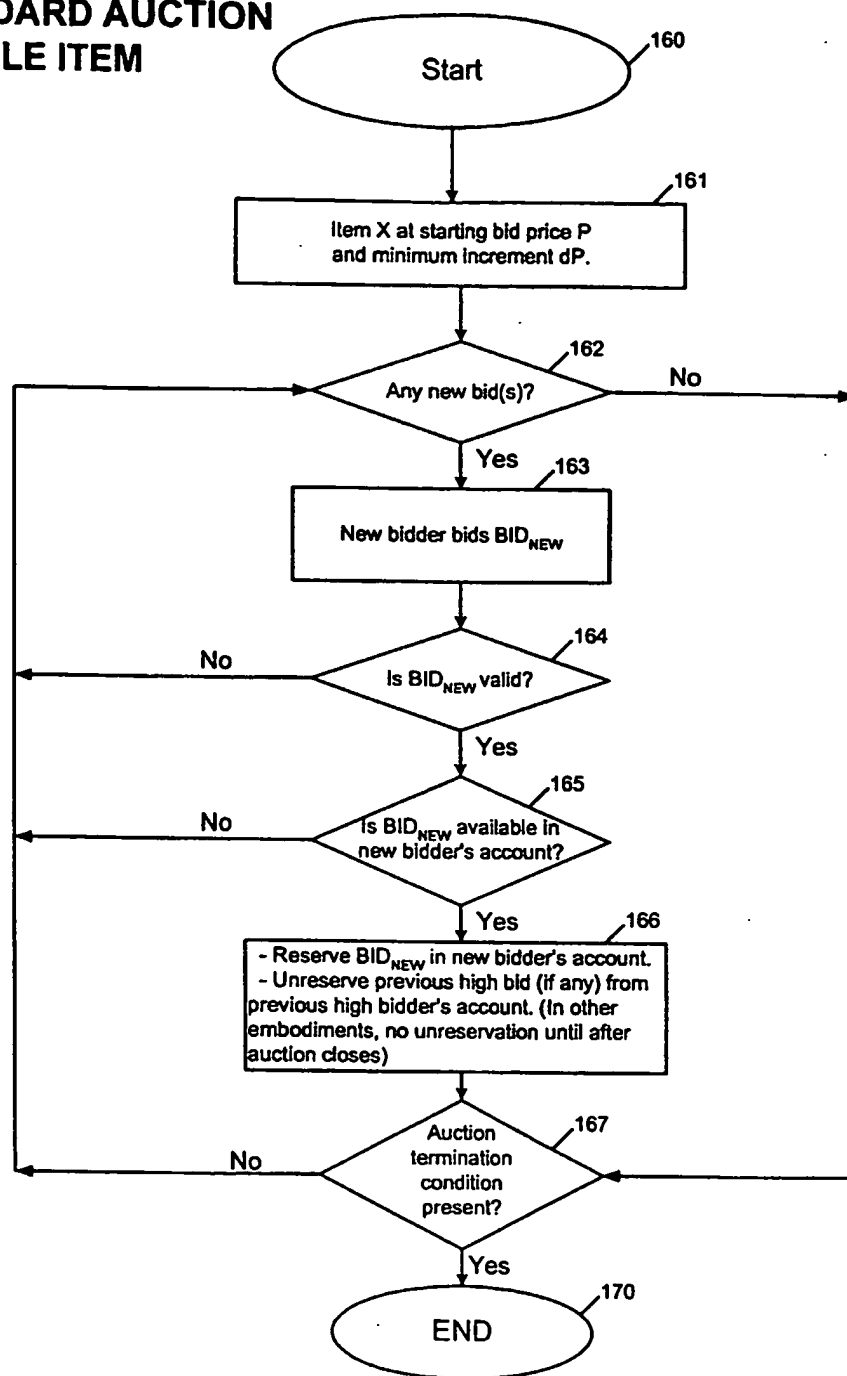 DARD AUCTION
LE ITEM
160
Start
161
Item X at starting bid price P
and minimum increment dP.
162
Any new bid(s)?
No
Yes
163
New bidder bids BID_NEW
164
No
Is BID_NEW valid?
Yes
165
No
Is BID_NEW available in
new bidder's account?
Yes
166
- Reserve BID_NEW in new bidder's account.
- Unreserve previous high bid (if any) from
previous high bidder's account. (In other
embodiments, no unreservation until after
auction closes)
167
Auction
termination
condition
present?
No
Yes
170
END